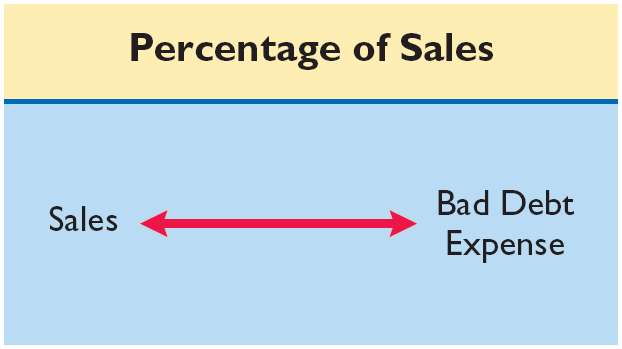 Percentage of Sales
Sales
Bad Debt
Expense